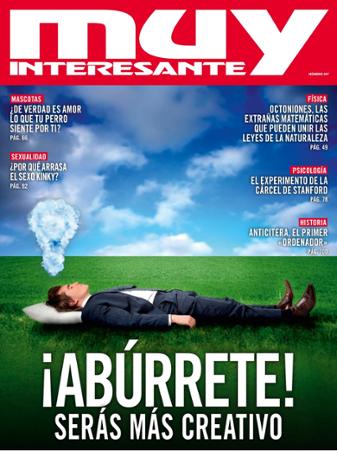 MUY
INTERESANTE
MASCOTAS
¿DE VERDAD ES AMOR
LO QUE TU PERRO
SIENTE POR TI?
PÁG. 66
SEXUALIDAD
¿POR QUÉ ARRASA
EL SEXO KINKY?
PÁG. 92
FÍSICA
OCTONIONES, LAS
EXTRAÑAS MATEMÁTICAS
QUE PUEDEN UNIR LAS
LEYES DE LA NATURALEZA
PÁG. 49
PSICOLOGÍA
EL EXPERIMENTO DE LA
CÁRCEL DE STANFORD
PÁG. 78
HISTORIA
ANTICITERA, EL PRIMER
«ORDENADOR»
¡ABÚRRETE!
SERÁS MÁS CREATIVO